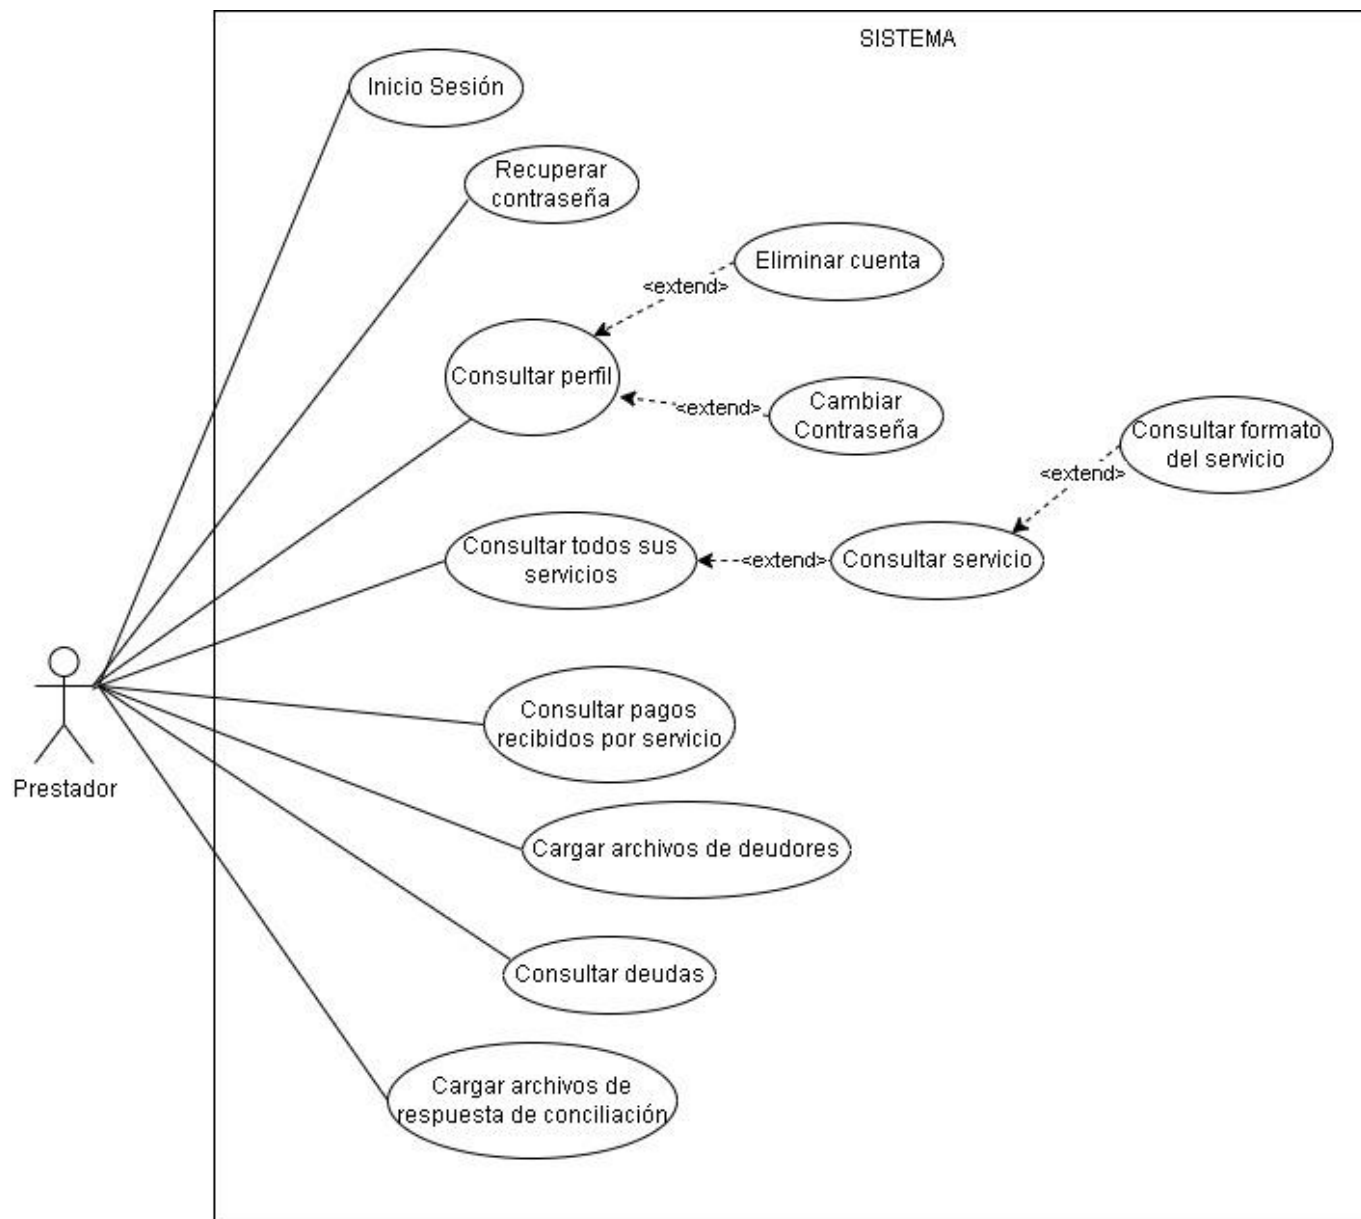 SISTEMA
Inicio Sesión
Recuperar
contraseña
Eliminar cuenta
<extend>
Consultar perfil
<extend>
Cambiar
Contraseña
Consultar formato
del servicio
<extend>
Consultar todos sus
servicios
<extend>
Consultar servicio
Consultar pagos
recibidos por servicio
Prestador
Cargar archivos de deudores
Consultar deudas
Cargar archivos de
respuesta de conciliación